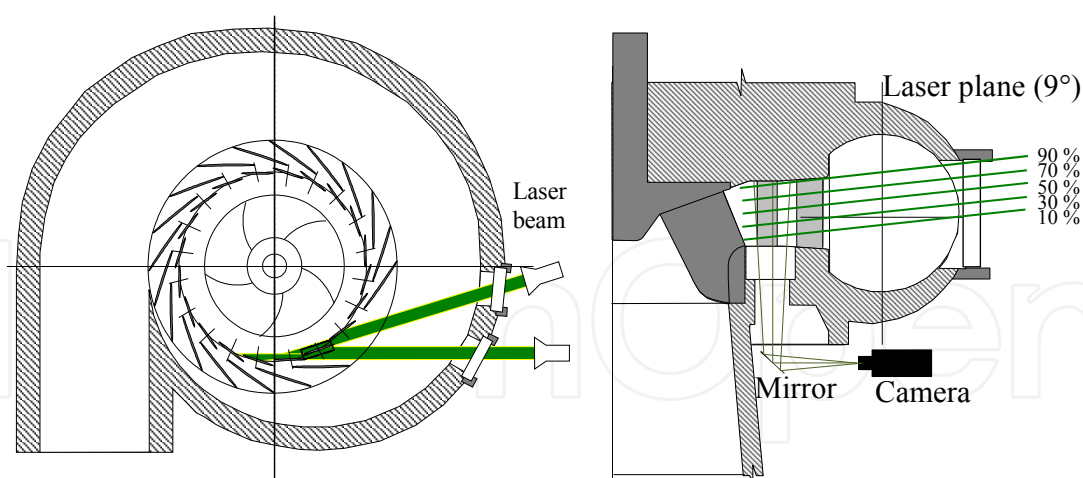 Laser
beam
Laser plane (9°)
90 %
70 %
50 %
30 %
10 %
Mirror
Camera